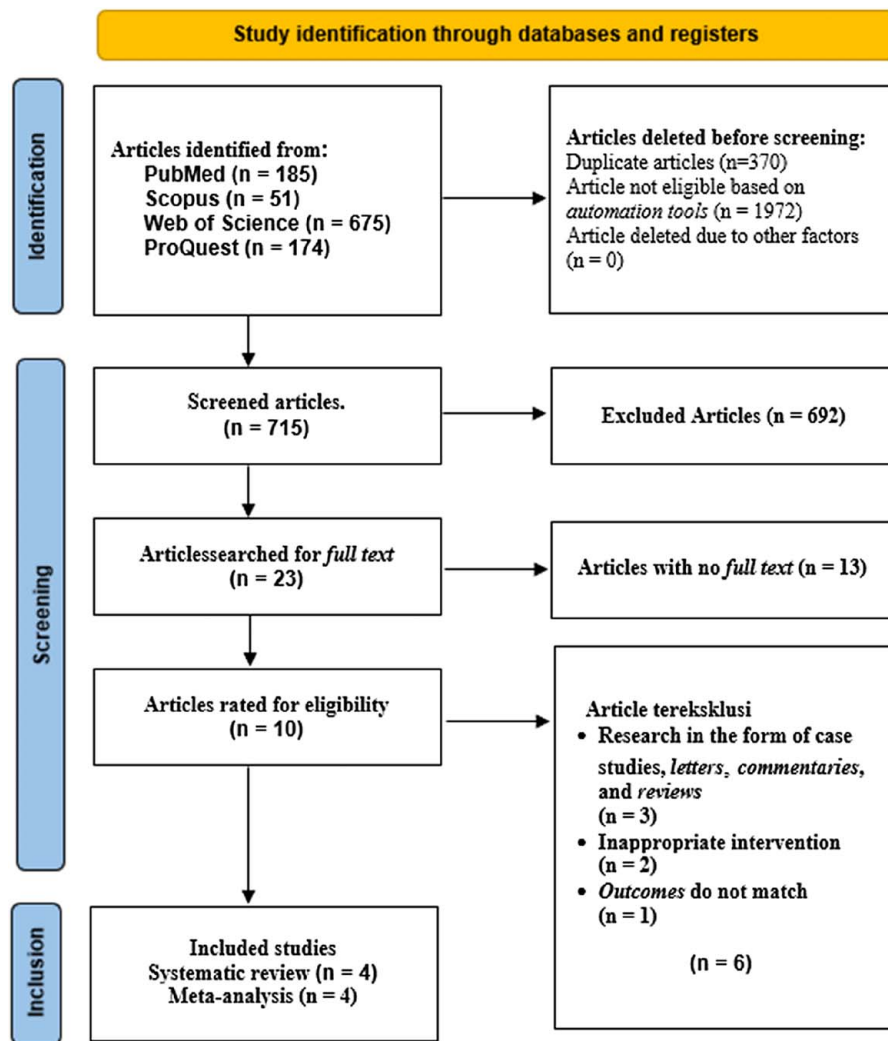 Study identification through databases and registers
Identification
Articles identified from:
PubMed (n = 185)
Scopus (n = 51)
Web of Science (n = 675)
ProQuest (n = 174)
Articles deleted before screening:
Duplicate articles (n=370)
Article not eligible based on
automation tools (n = 1972)
Article deleted due to other factors
(n = 0)
Screening
Screened articles.
(n = 715)
Excluded Articles (n = 692)
Articlessearched for full text
(n = 23)
Articles with no full text (n = 13)
Articles rated for eligibility
(n = 10)
Article tereksklusi
• Research in the form of case
studies, letters, commentaries,
and reviews
(n = 3)
• Inappropriate intervention
(n = 2)
• Outcomes do not match
(n = 1)
(n = 6)
Inclusion
Included studies
Systematic review (n = 4)
Meta-analysis (n = 4)